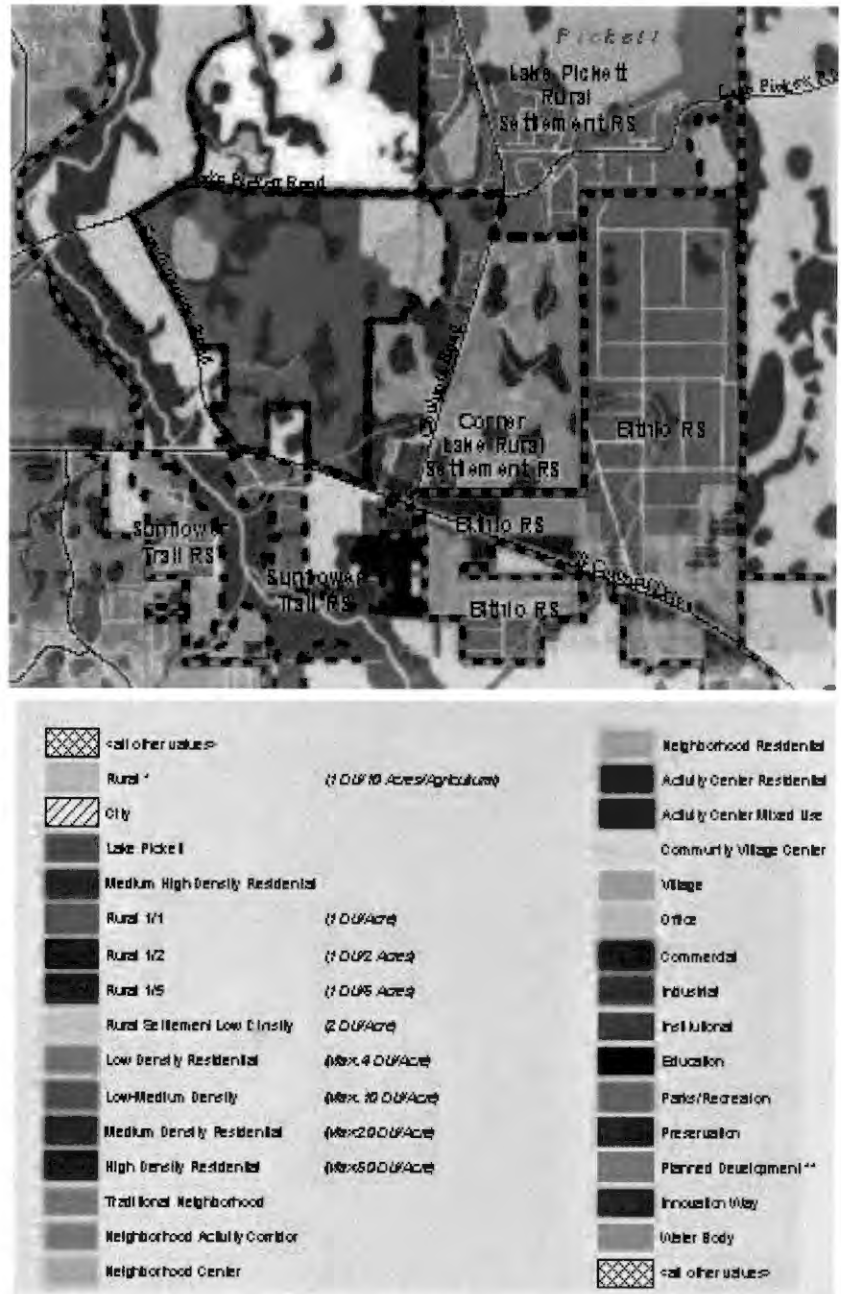 Pickett
Lake Pickett
Rural
Settlement RS
Lake Pickett Rd
Lake Pickett Road
Corner
Lake Rural
Settlement RS
Bithlo RS
Bithlo RS
Sunflower
Trail RS
Sunflower
Trail RS
Bithlo RS
<all other values>
Rural * (1 DU/10 Acres/Agricultural)
City
Lake Pickett
Medium High Density Residential
Rural 1/1 (1 DU/Acre)
Rural 1/2 (1 DU/2 Acres)
Rural 1/5 (1 DU/5 Acres)
Rural Settlement Low Density (2 DU/Acre)
Low Density Residential (Max. 4 DU/Acre)
Low-Medium Density (Max. 10 DU/Acre)
Medium Density Residential (Max 20 DU/Acre)
High Density Residential (Max 50 DU/Acre)
Traditional Neighborhood
Neighborhood Activity Corridor
Neighborhood Center
Neighborhood Residential
Activity Center Residential
Activity Center Mixed Use
Community Village Center
Village
Office
Commercial
Industrial
Institutional
Education
Parks/Recreation
Preservation
Planned Development **
Innovation Way
Water Body
<all other values>